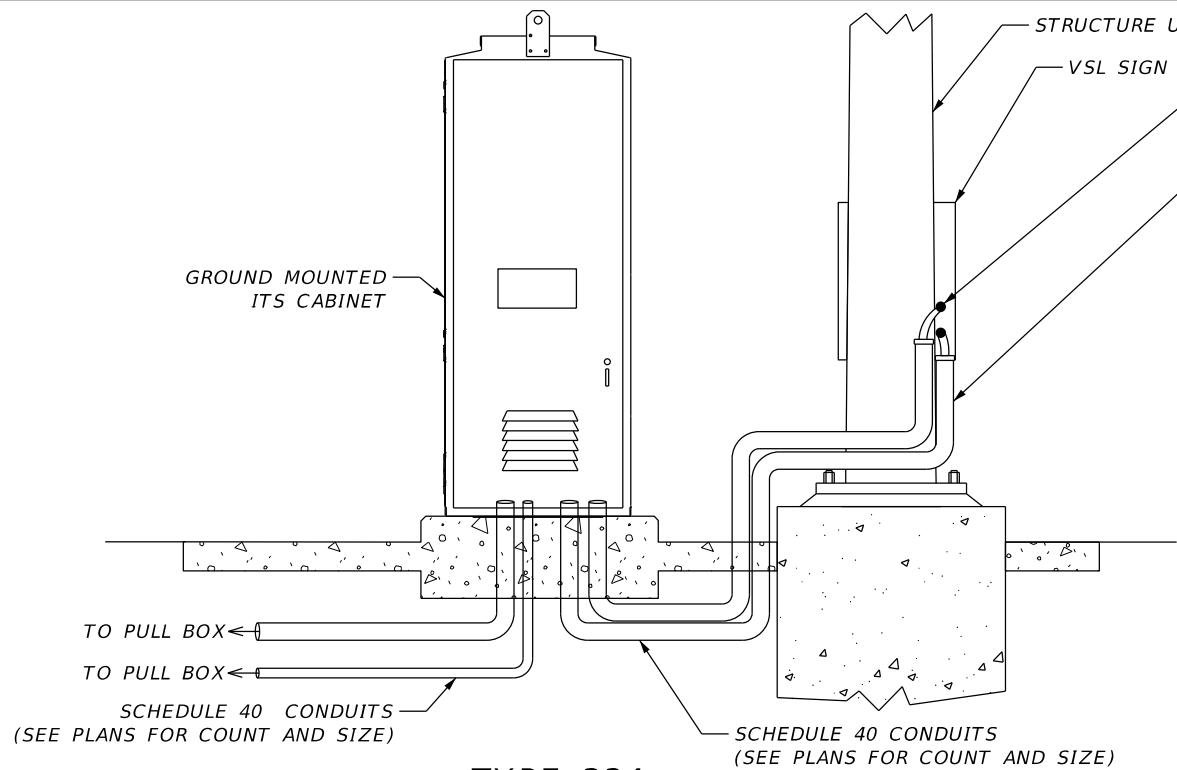 STRUCTURE
VSL SIGN
GROUND MOUNTED
ITS CABINET
TO PULL BOX
TO PULL BOX
SCHEDULE 40 CONDUITS
(SEE PLANS FOR COUNT AND SIZE)
SCHEDULE 40 CONDUITS
(SEE PLANS FOR COUNT AND SIZE)